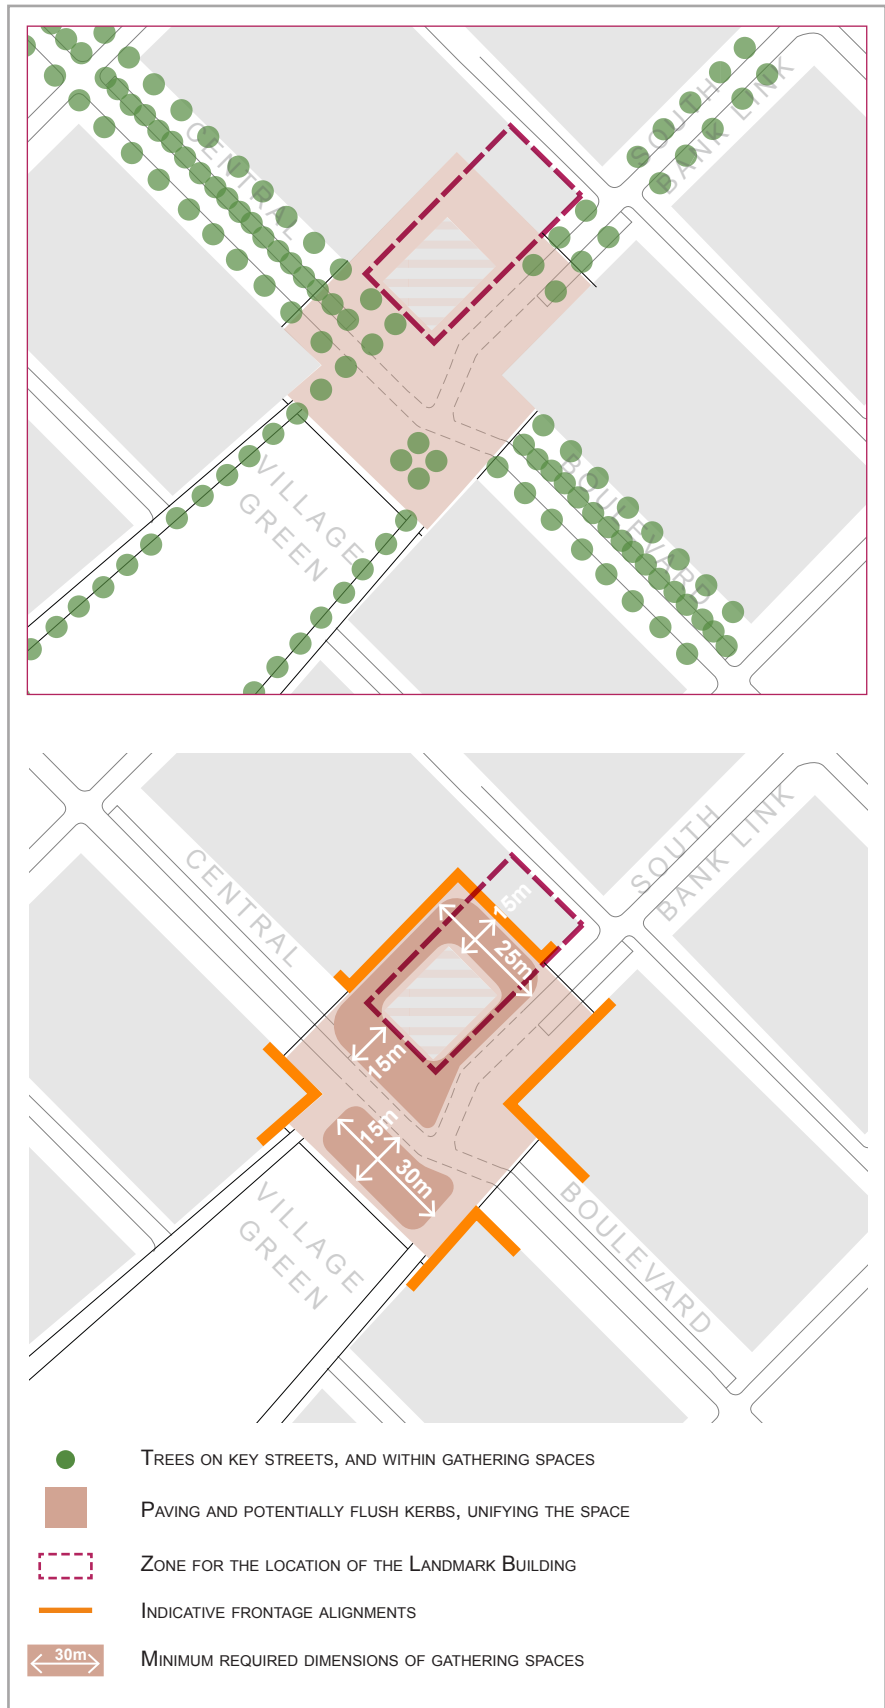 CENTRAL
SOUTH
BANK LINK
VILLAGE
GREEN
BOULEVARD
CENTRAL
SOUTH
BANK LINK
15m
25m
15m
15m
30m
VILLAGE
GREEN
BOULEVARD
TREES ON KEY STREETS, AND WITHIN GATHERING SPACES
PAVING AND POTENTIALLY FLUSH KERBS, UNIFYING THE SPACE
ZONE FOR THE LOCATION OF THE LANDMARK BUILDING
INDICATIVE FRONTAGE ALIGNMENTS
30m
MINIMUM REQUIRED DIMENSIONS OF GATHERING SPACES